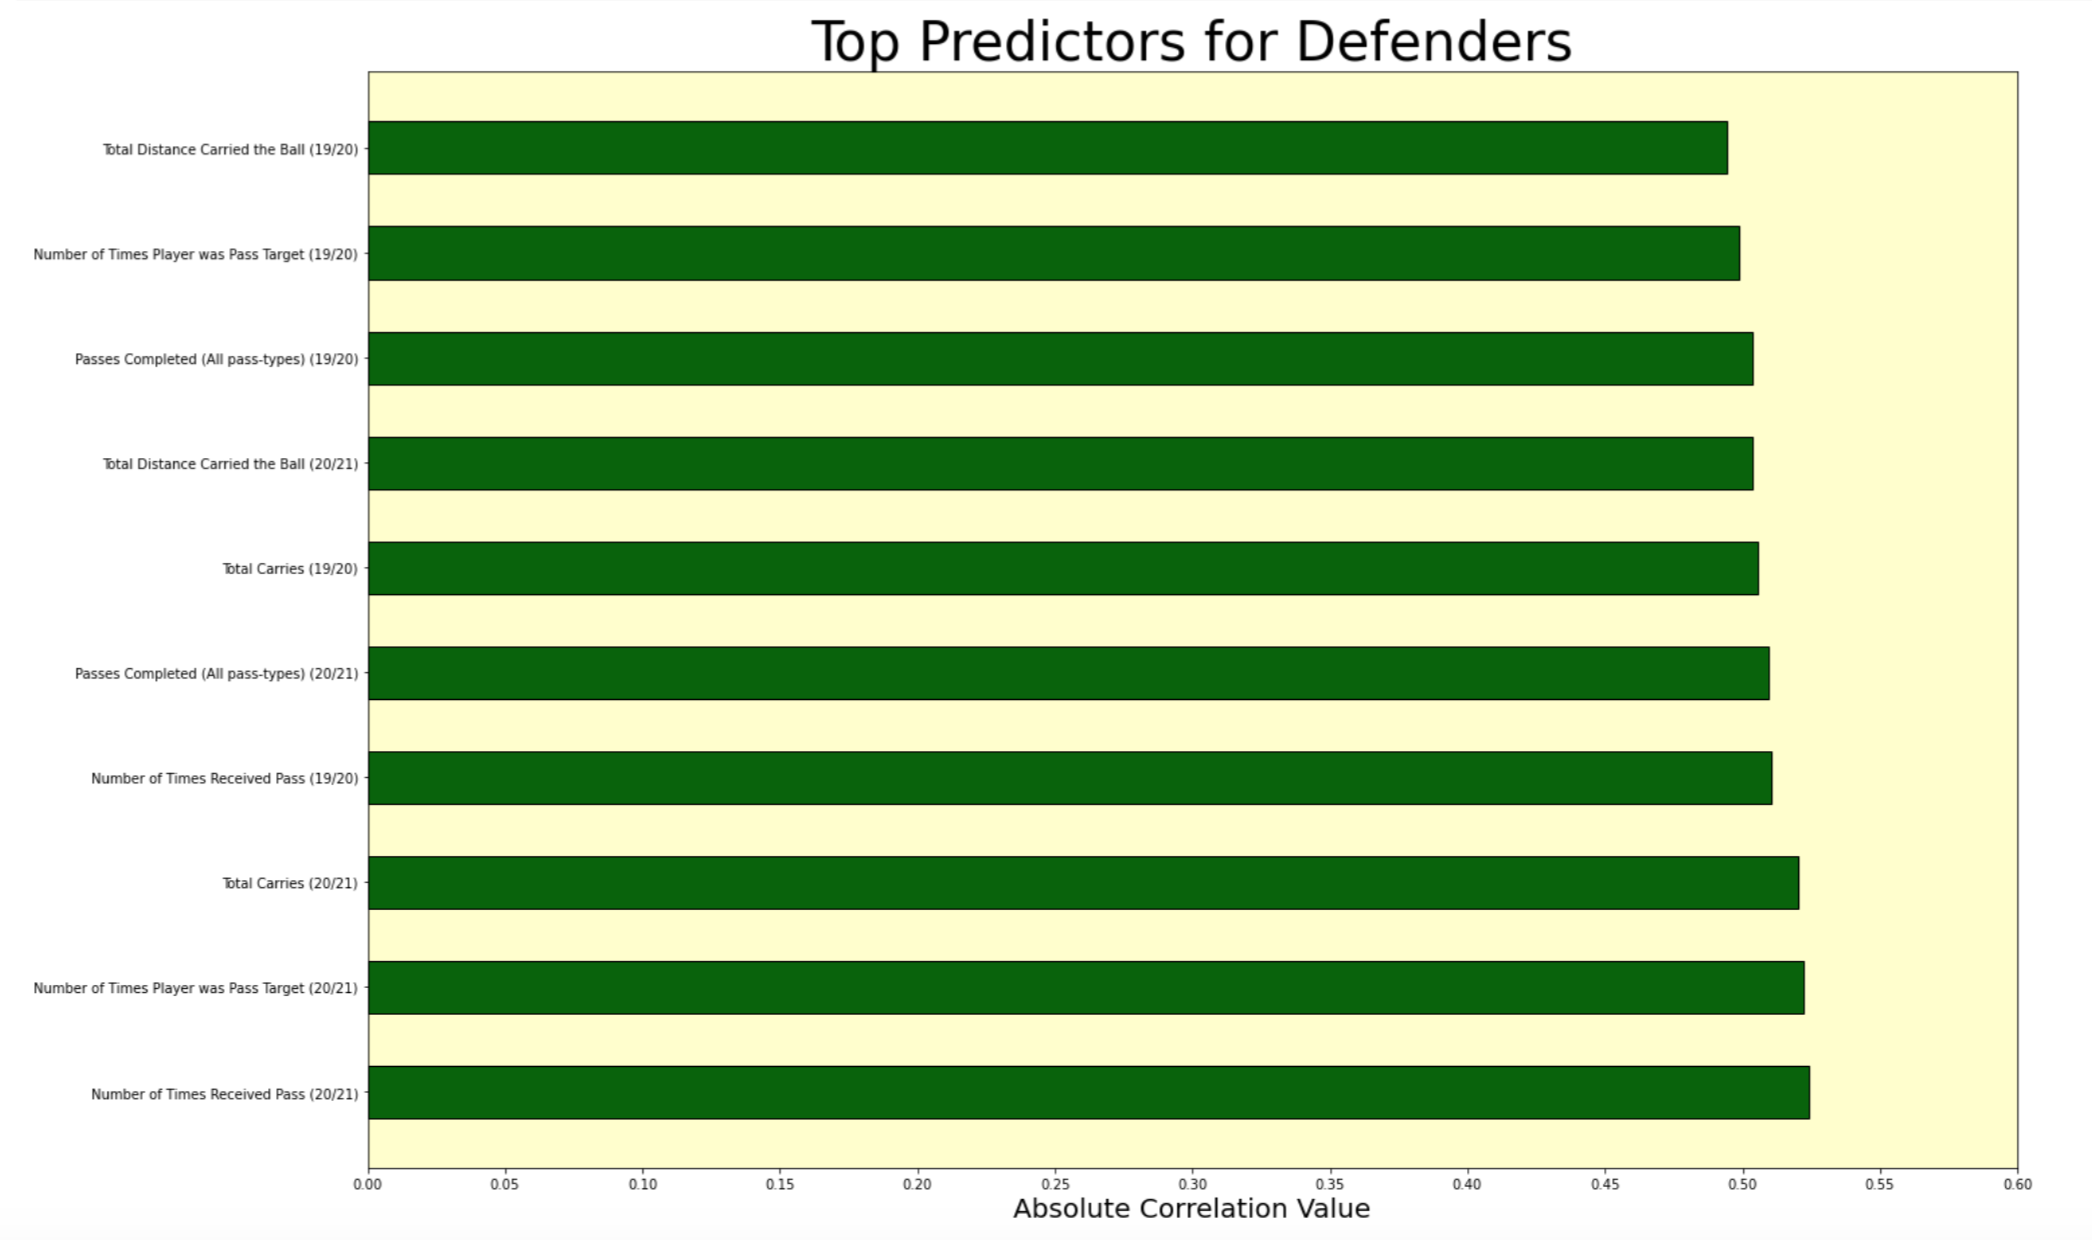 Top Predictors for Defenders
Total Distance Carried the Ball (19/20)
Number of Times Player was Pass Target (19/20)
Passes Completed (All pass-types) (19/20)
Total Distance Carried the Ball (20/21)
Total Carries (19/20)
Passes Completed (All pass-types) (20/21)
Number of Times Received Pass (19/20)
Total Carries (20/21)
Number of Times Player was Pass Target (20/21)
Number of Times Received Pass (20/21)
0.00 0.05 0.10 0.15 0.20 0.25 0.30 0.35 0.40 0.45 0.50 0.55 0.60
Absolute Correlation Value